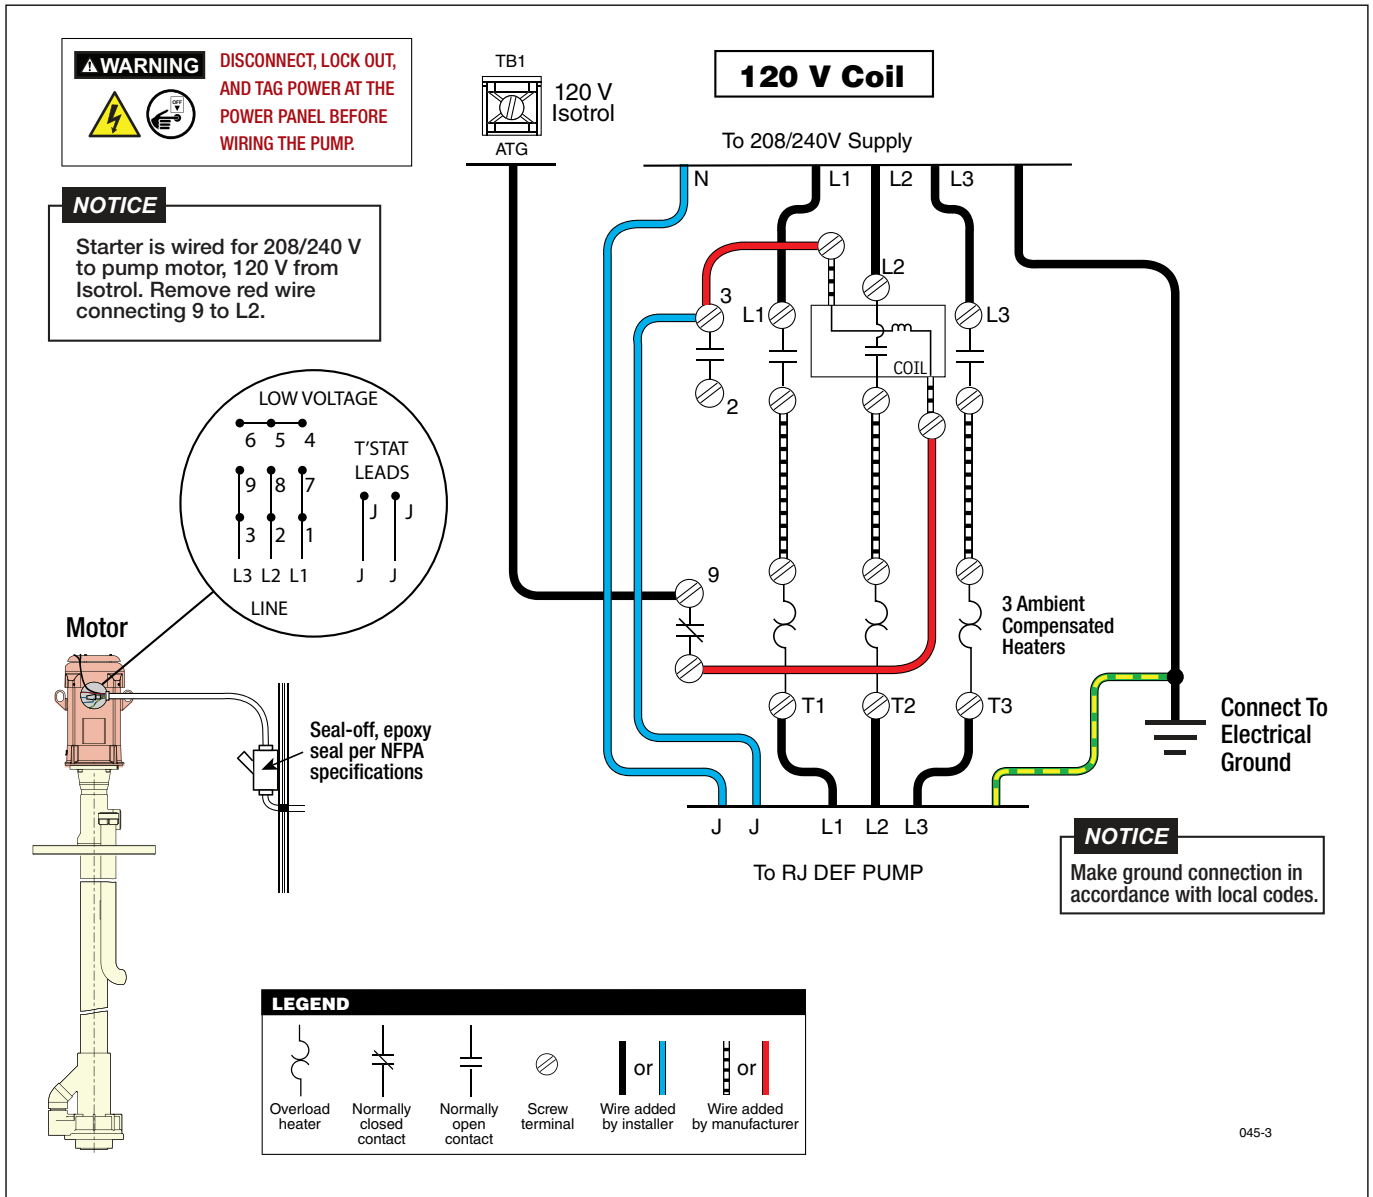 WARNING
DISCONNECT, LOCK OUT,
AND TAG POWER AT THE
POWER PANEL BEFORE
WIRING THE PUMP.
OFF
NOTICE
Starter is wired for 208/240 V
to pump motor, 120 V from
Isotrol. Remove red wire
connecting 9 to L2.
TB1
120 V
Isotrol
ATG
120 V Coil
To 208/240V Supply
N L1 L2 L3
L2
3
L1
L3
COIL
2
9
3 Ambient
Compensated
Heaters
T1 T2 T3
Connect To
Electrical
Ground
J J L1 L2 L3
To RJ DEF PUMP
NOTICE
Make ground connection in
accordance with local codes.
LOW VOLTAGE
6 5 4
T'STAT
LEADS
9 8 7
J J
3 2 1
L3 L2 L1 J J
LINE
Motor
Seal-off, epoxy
seal per NFPA
specifications
LEGEND
or or
Overload
heater
Normally
closed
contact
Normally
open
contact
Screw
terminal
Wire added
by installer
Wire added
by manufacturer
045-3